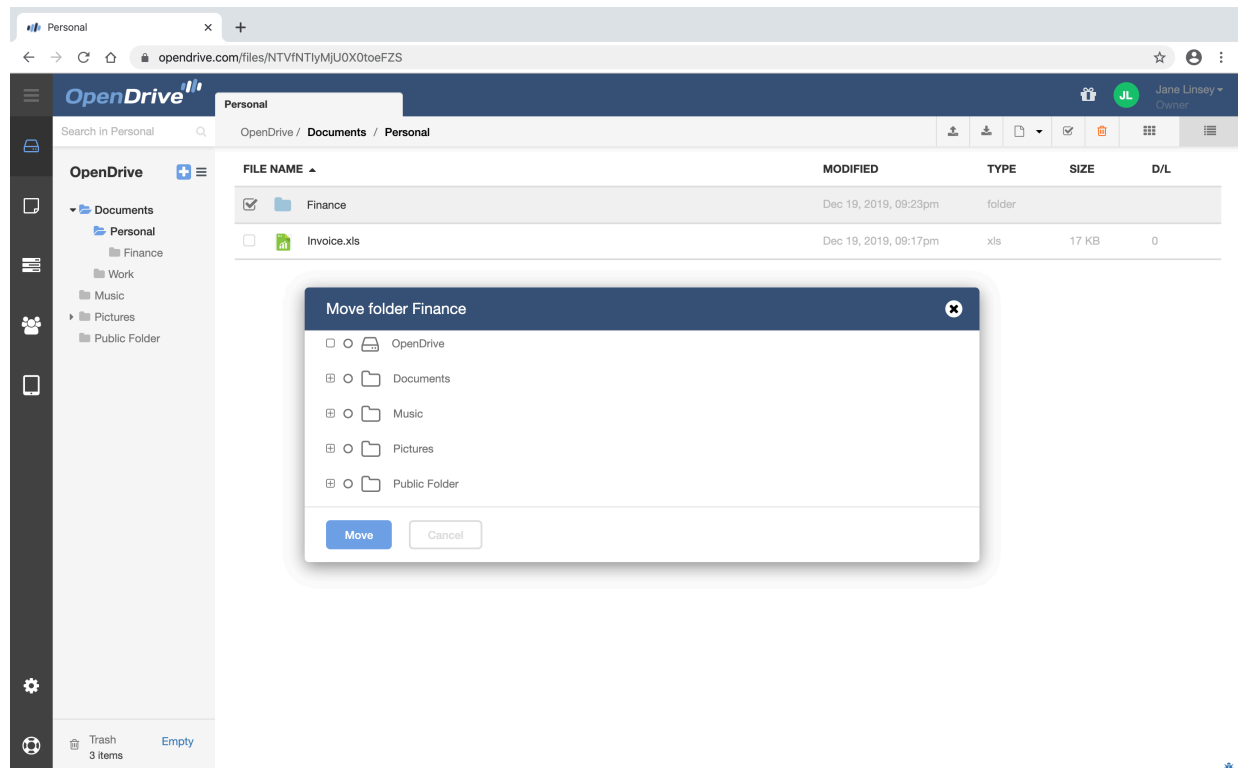 Personal
opendrive.com/files/NTVfNTIyMjU0X0toeFZS
OpenDrive
Personal
JL
Jane Linsey
Owner
Search in Personal
OpenDrive / Documents / Personal
OpenDrive
FILE NAME MODIFIED TYPE SIZE D/L
Documents
Personal
Finance
Work
Music
Pictures
Public Folder
Finance Dec 19, 2019, 09:23pm folder
Invoice.xls Dec 19, 2019, 09:17pm xls 17 KB 0
Move folder Finance
OpenDrive
Documents
Music
Pictures
Public Folder
Move Cancel
Trash Empty
3 items